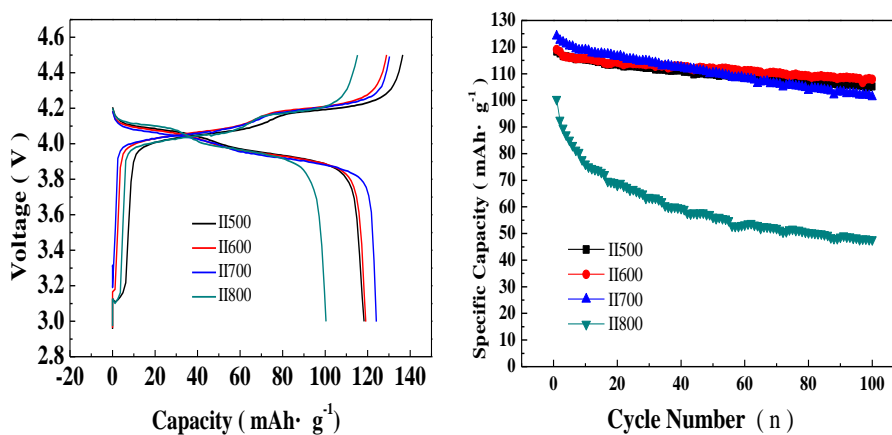 4.6
4.4
4.2
4.0
3.8
3.6
3.4
3.2
3.0
2.8
Voltage ( V )
-20 0 20 40 60 80 100 120 140
Capacity ( mAh· g-1)
II500
II600
II700
II800
130
120
110
100
90
80
70
60
50
40
30
20
10
0
Specific Capacity ( mAh· g-1)
0 20 40 60 80 100
Cycle Number ( n )
II500
II600
II700
II800